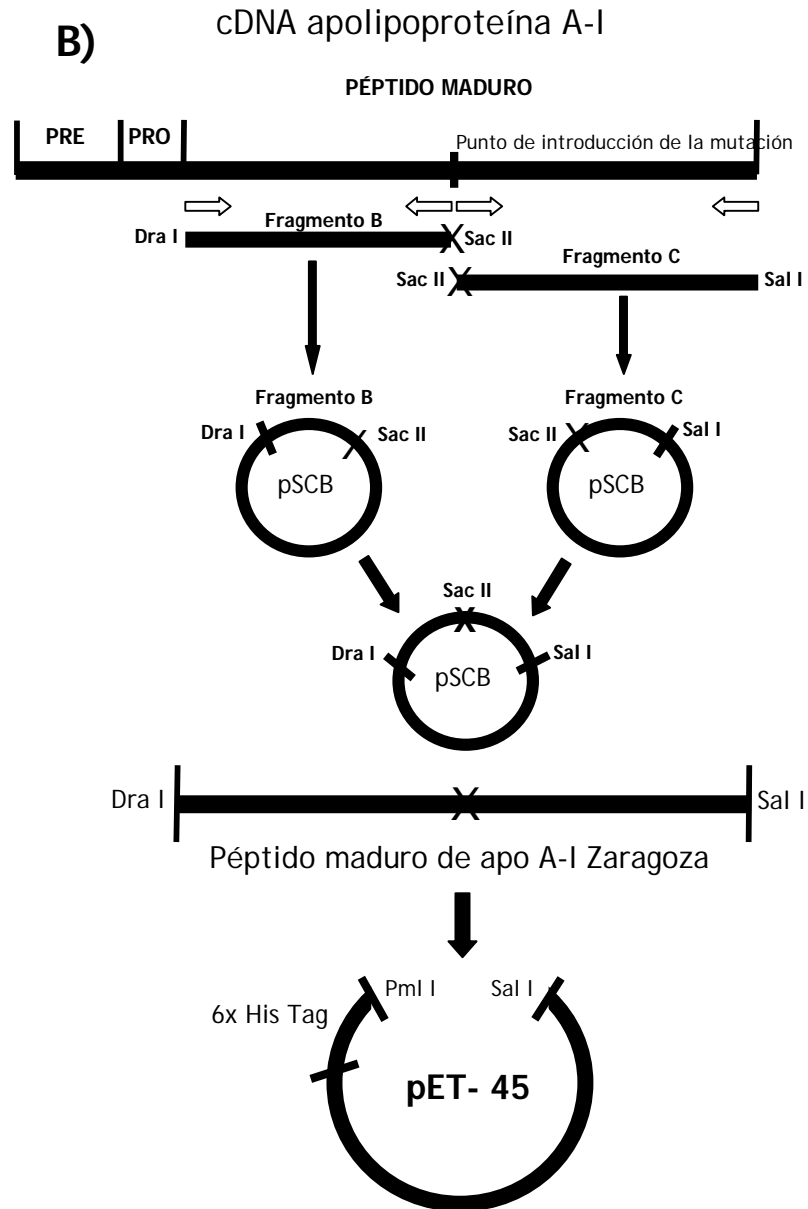 cDNA apolipoproteína A-I
B)
PÉPTIDO MADURO
PRE
PRO
Punto de introducción de la mutación
Fragmento B
Dra I
Sac II
Fragmento C
Sac II
Sal I
Fragmento B
Dra I
Sac II
pSCB
Fragmento C
Sac II
Sal I
pSCB
Sac II
Dra I
Sal I
pSCB
Dra I
Sal I
Péptido maduro de apo A-I Zaragoza
Pml I
Sal I
6x His Tag
pET- 45